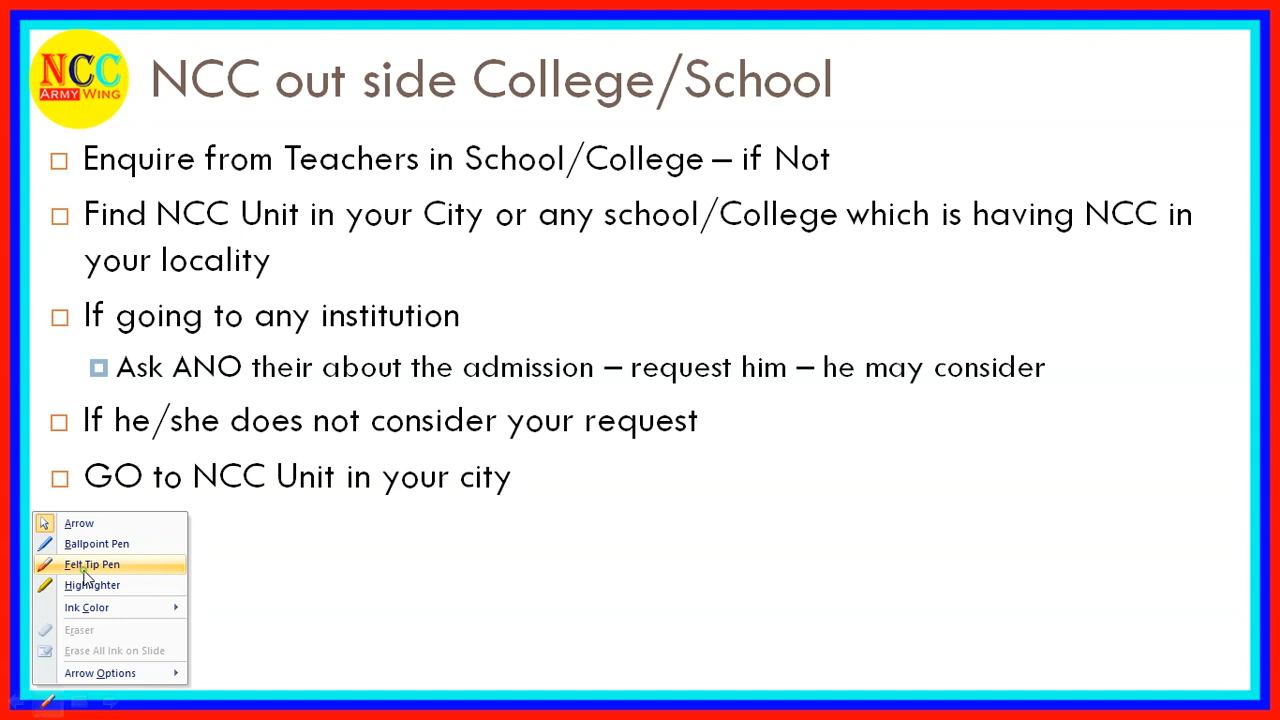 NCC
ARMY WING
NCC out side College/School
Enquire from Teachers in School/College – if Not
Find NCC Unit in your City or any school/College which is having NCC in
your locality
If going to any institution
Ask ANO their about the admission – request him – he may consider
If he/she does not consider your request
GO to NCC Unit in your city
Arrow
Ballpoint Pen
Felt Tip Pen
Highlighter
Ink Color
Eraser
Erase All Ink on Slide
Arrow Options